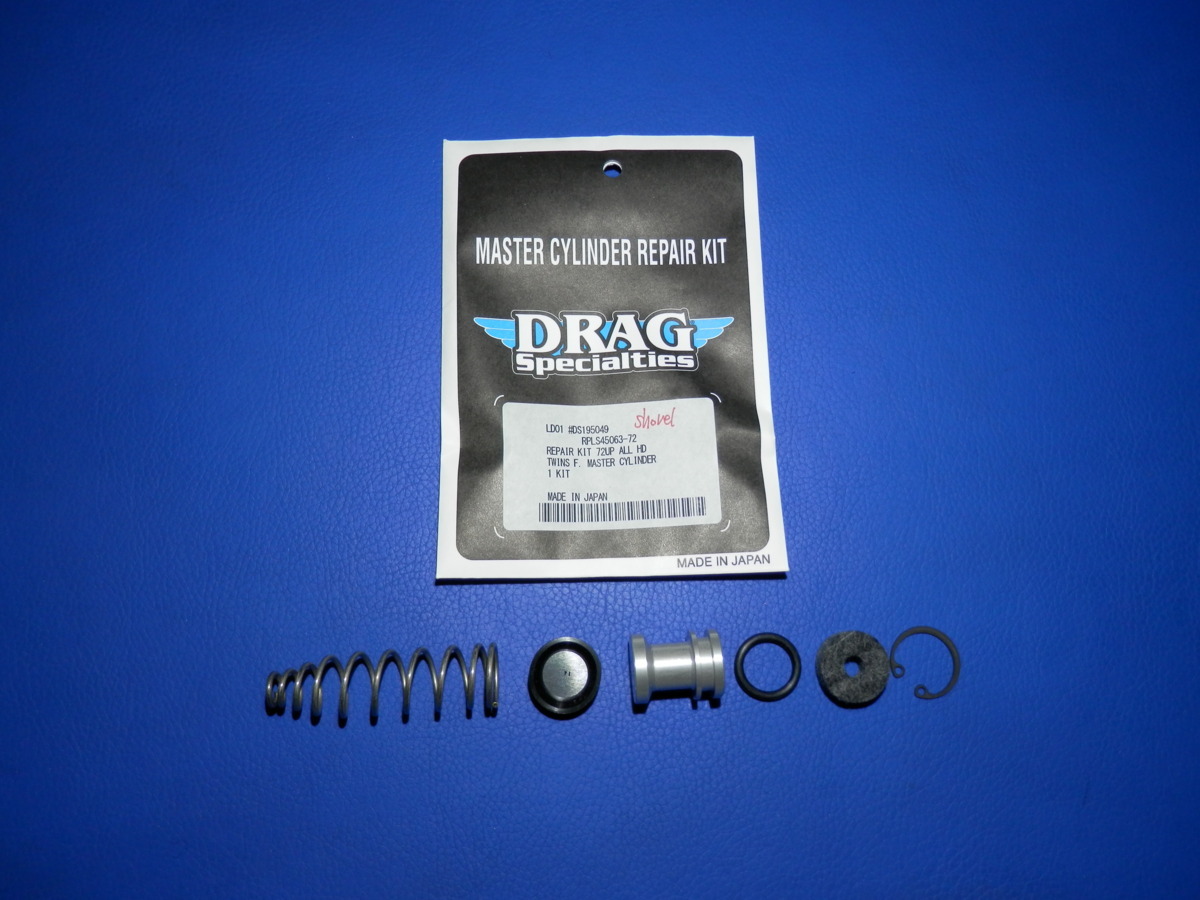 MASTER CYLINDER REPAIR KIT
DRAG
Specialties
shovel
LD01 #DS195049
RPLS45063-72
REPAIR KIT 72UP ALL HD
TWINS F. MASTER CYLINDER
1 KIT
MADE IN JAPAN
MADE IN JAPAN